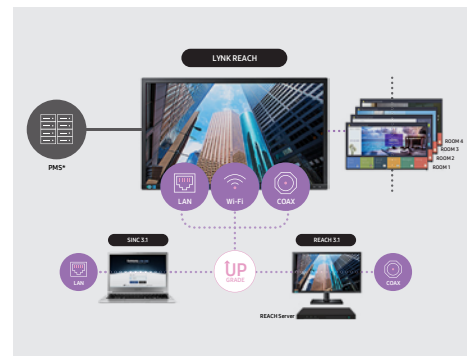 LYNK REACH
PMS*
ROOM 4
ROOM 3
ROOM 2
ROOM 1
LAN
Wi-Fi
COAX
SINC 3.1
REACH 3.1
LAN
UP
GRADE
COAX
REACH Server